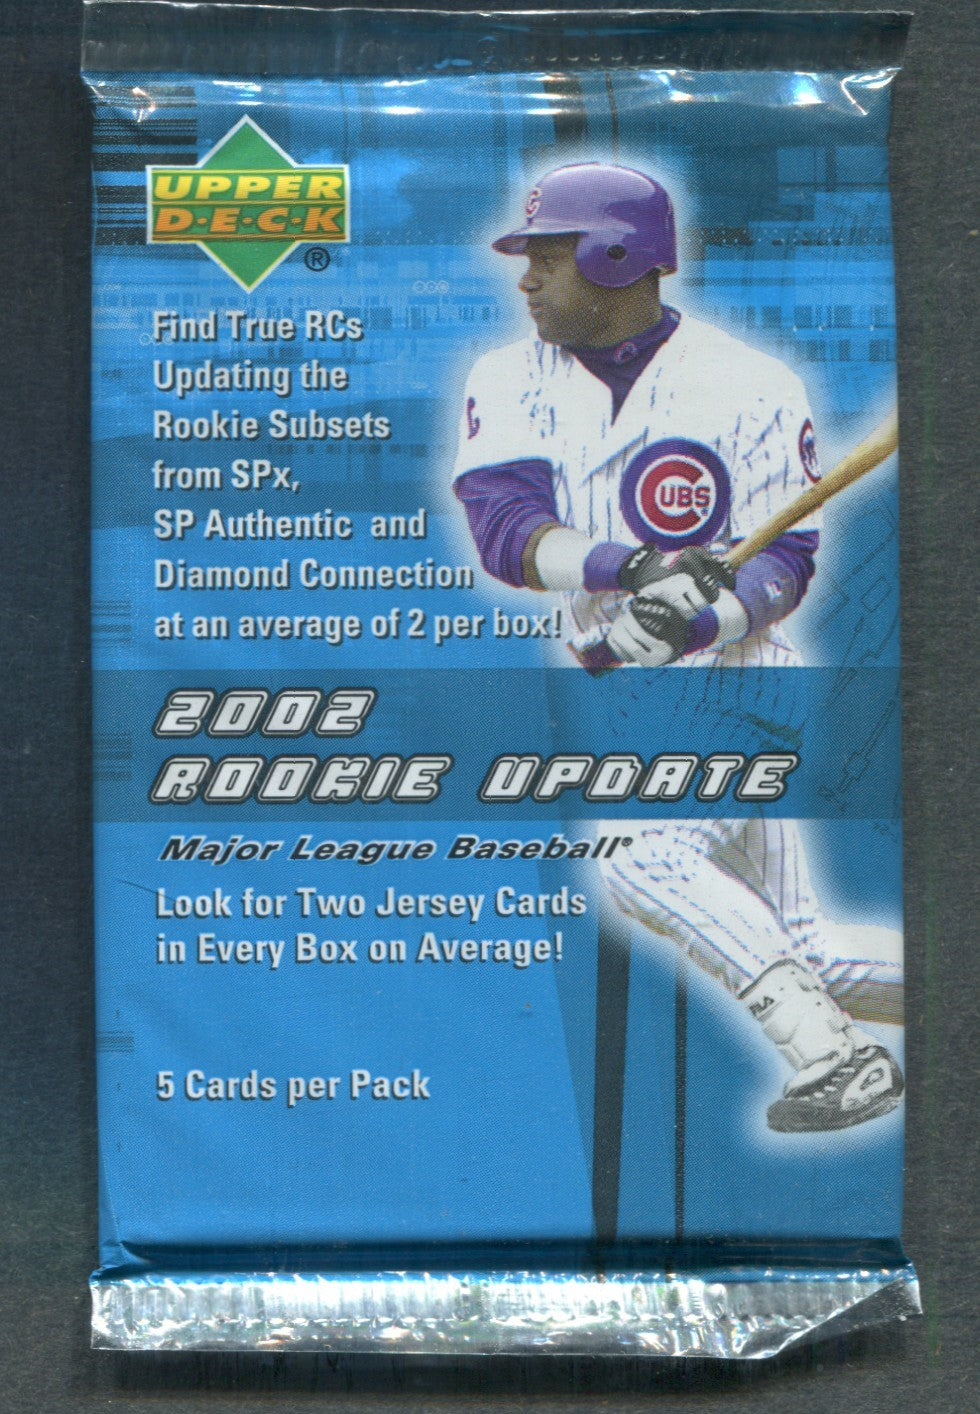 UPPER
D·E·C·K
®
Find True RCs
Updating the
Rookie Subsets
from SPx,
SP Authentic and
Diamond Connection
at an average of 2 per box!
C
CUBS
2002
ROOKIE UPDATE
Major League Baseball®
Look for Two Jersey Cards
in Every Box on Average!
FILA
5 Cards per Pack